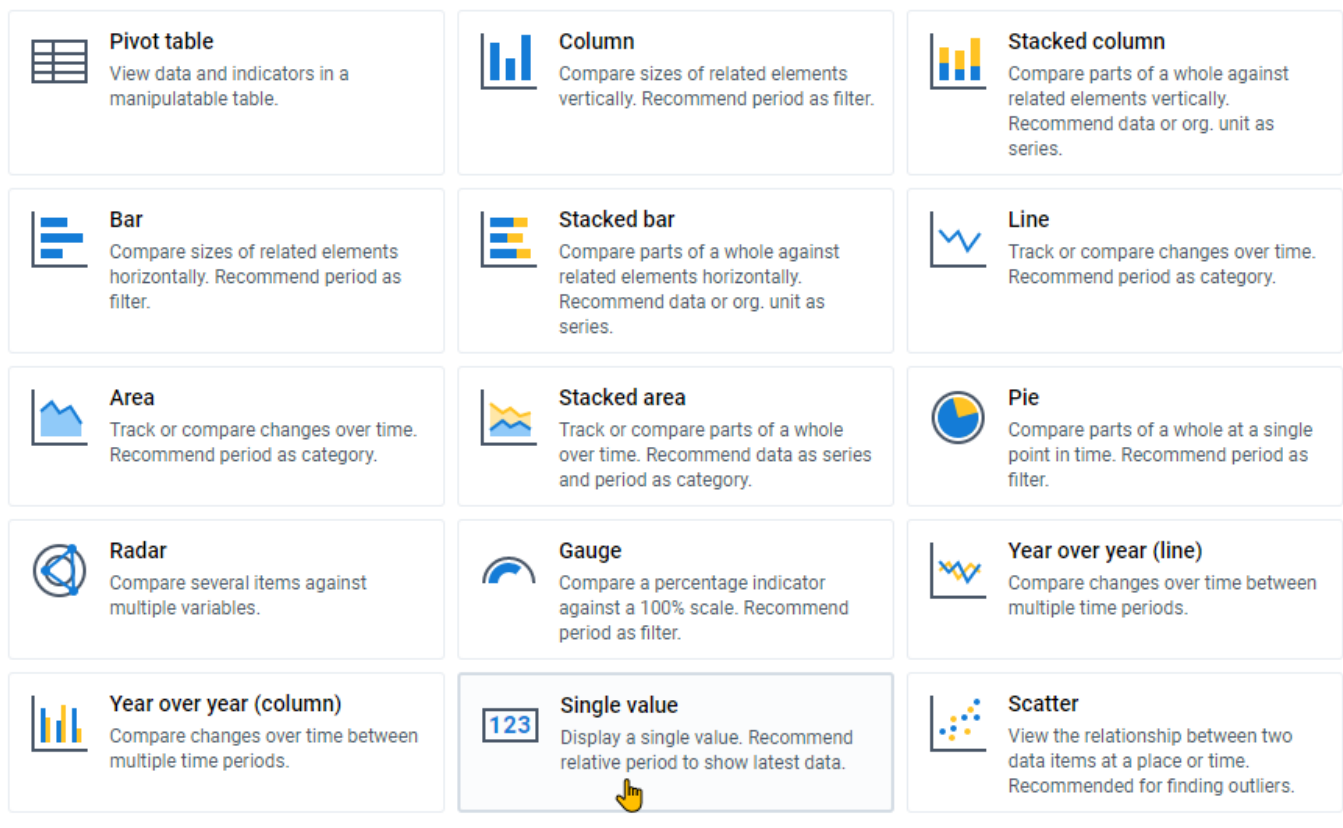 Pivot table
View data and indicators in a
manipulatable table.
Column
Compare sizes of related elements
vertically. Recommend period as filter.
Stacked column
Compare parts of a whole against
related elements vertically.
Recommend data or org. unit as
series.
Bar
Compare sizes of related elements
horizontally. Recommend period as
filter.
Stacked bar
Compare parts of a whole against
related elements horizontally.
Recommend data or org. unit as
series.
Line
Track or compare changes over time.
Recommend period as category.
Area
Track or compare changes over time.
Recommend period as category.
Stacked area
Track or compare parts of a whole
over time. Recommend data as series
and period as category.
Pie
Compare parts of a whole at a single
point in time. Recommend period as
filter.
Radar
Compare several items against
multiple variables.
Gauge
Compare a percentage indicator
against a 100% scale. Recommend
period as filter.
Year over year (line)
Compare changes over time between
multiple time periods.
Year over year (column)
Compare changes over time between
multiple time periods.
123
Single value
Display a single value. Recommend
relative period to show latest data.
Scatter
View the relationship between two
data items at a place or time.
Recommended for finding outliers.